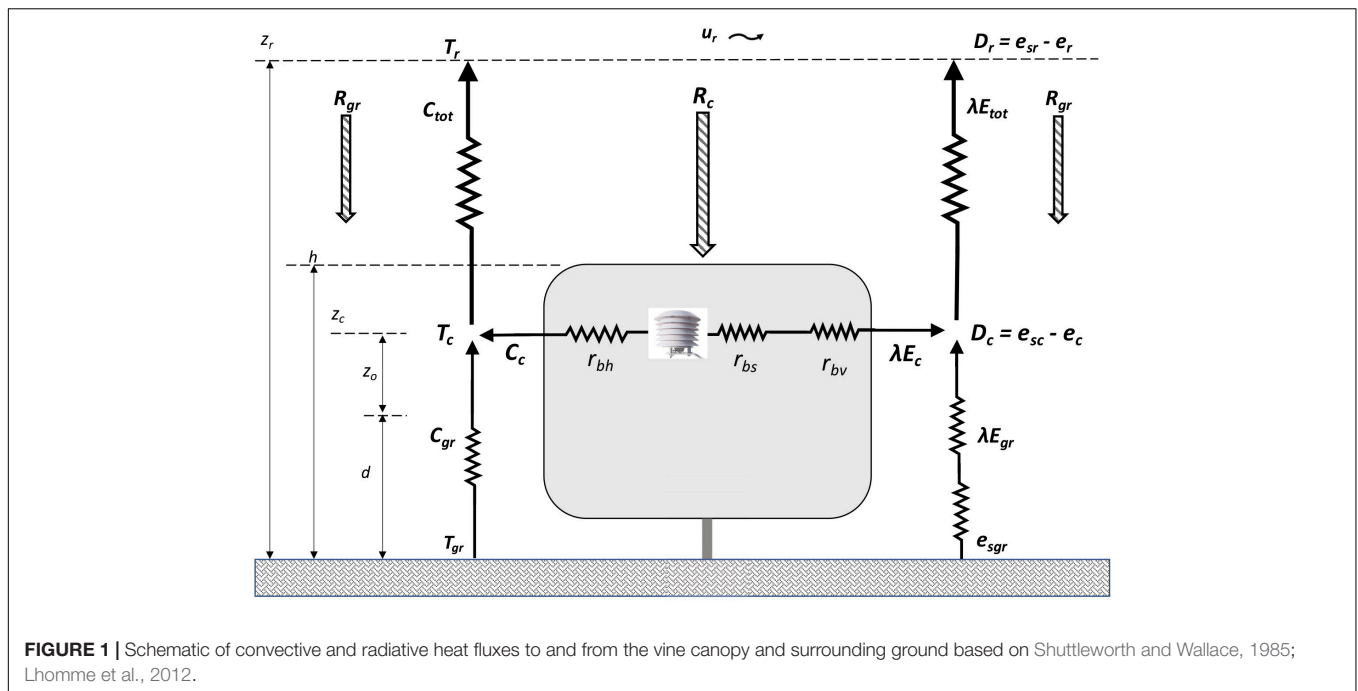 z_r
T_r
u_r
D_r = e_sr - e_r
R_gr
C_tot
R_c
λE_tot
R_gr
h
z_c
T_c
C_c
r_bh
r_bs
r_bv
λE_c
D_c = e_sc - e_c
z_o
C_gr
λE_gr
d
T_gr
e_sgr
FIGURE 1 | Schematic of convective and radiative heat fluxes to and from the vine canopy and surrounding ground based on Shuttleworth and Wallace, 1985;
Lhomme et al., 2012.